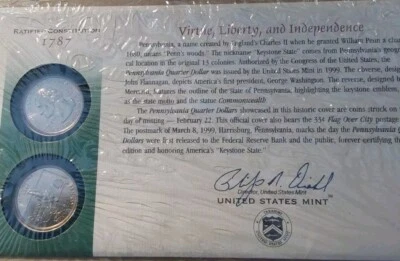 RATIFIED CONSTITUTION
1787
Virtue, Liberty, and Independence
Pennsylvania, a name created by England's Charles II when he granted William Penn a charter
means "Penn's woods." The nickname "Keystone State" comes from Pennsylvania's geographi-
cal location in the original 13 colonies. Authorized by the Congress of the United States, the
Pennsylvania Quarter Dollar was issued by the United States Mint in 1999. The obverse, designed
John Flannagan, depicts America's first president, George Washington. The reverse, designed by
Mercanti, features the outline of the state of Pennsylvania, highlighting the keystone emblem,
as the state motto and the statue Commonwealth.
The Pennsylvania Quarter Dollars showcased in this historic cover are coins struck on
day of minting — February 22. This official cover also bears the 33¢ Flag Over City postage
The postmark of March 8, 1999, Harrisburg, Pennsylvania, marks the day the Pennsylvania
Dollars were released to the Federal Reserve Bank and the public, forever certifying
edition and honoring America's "Keystone State."
Director, United States Mint
UNITED STATES MINT